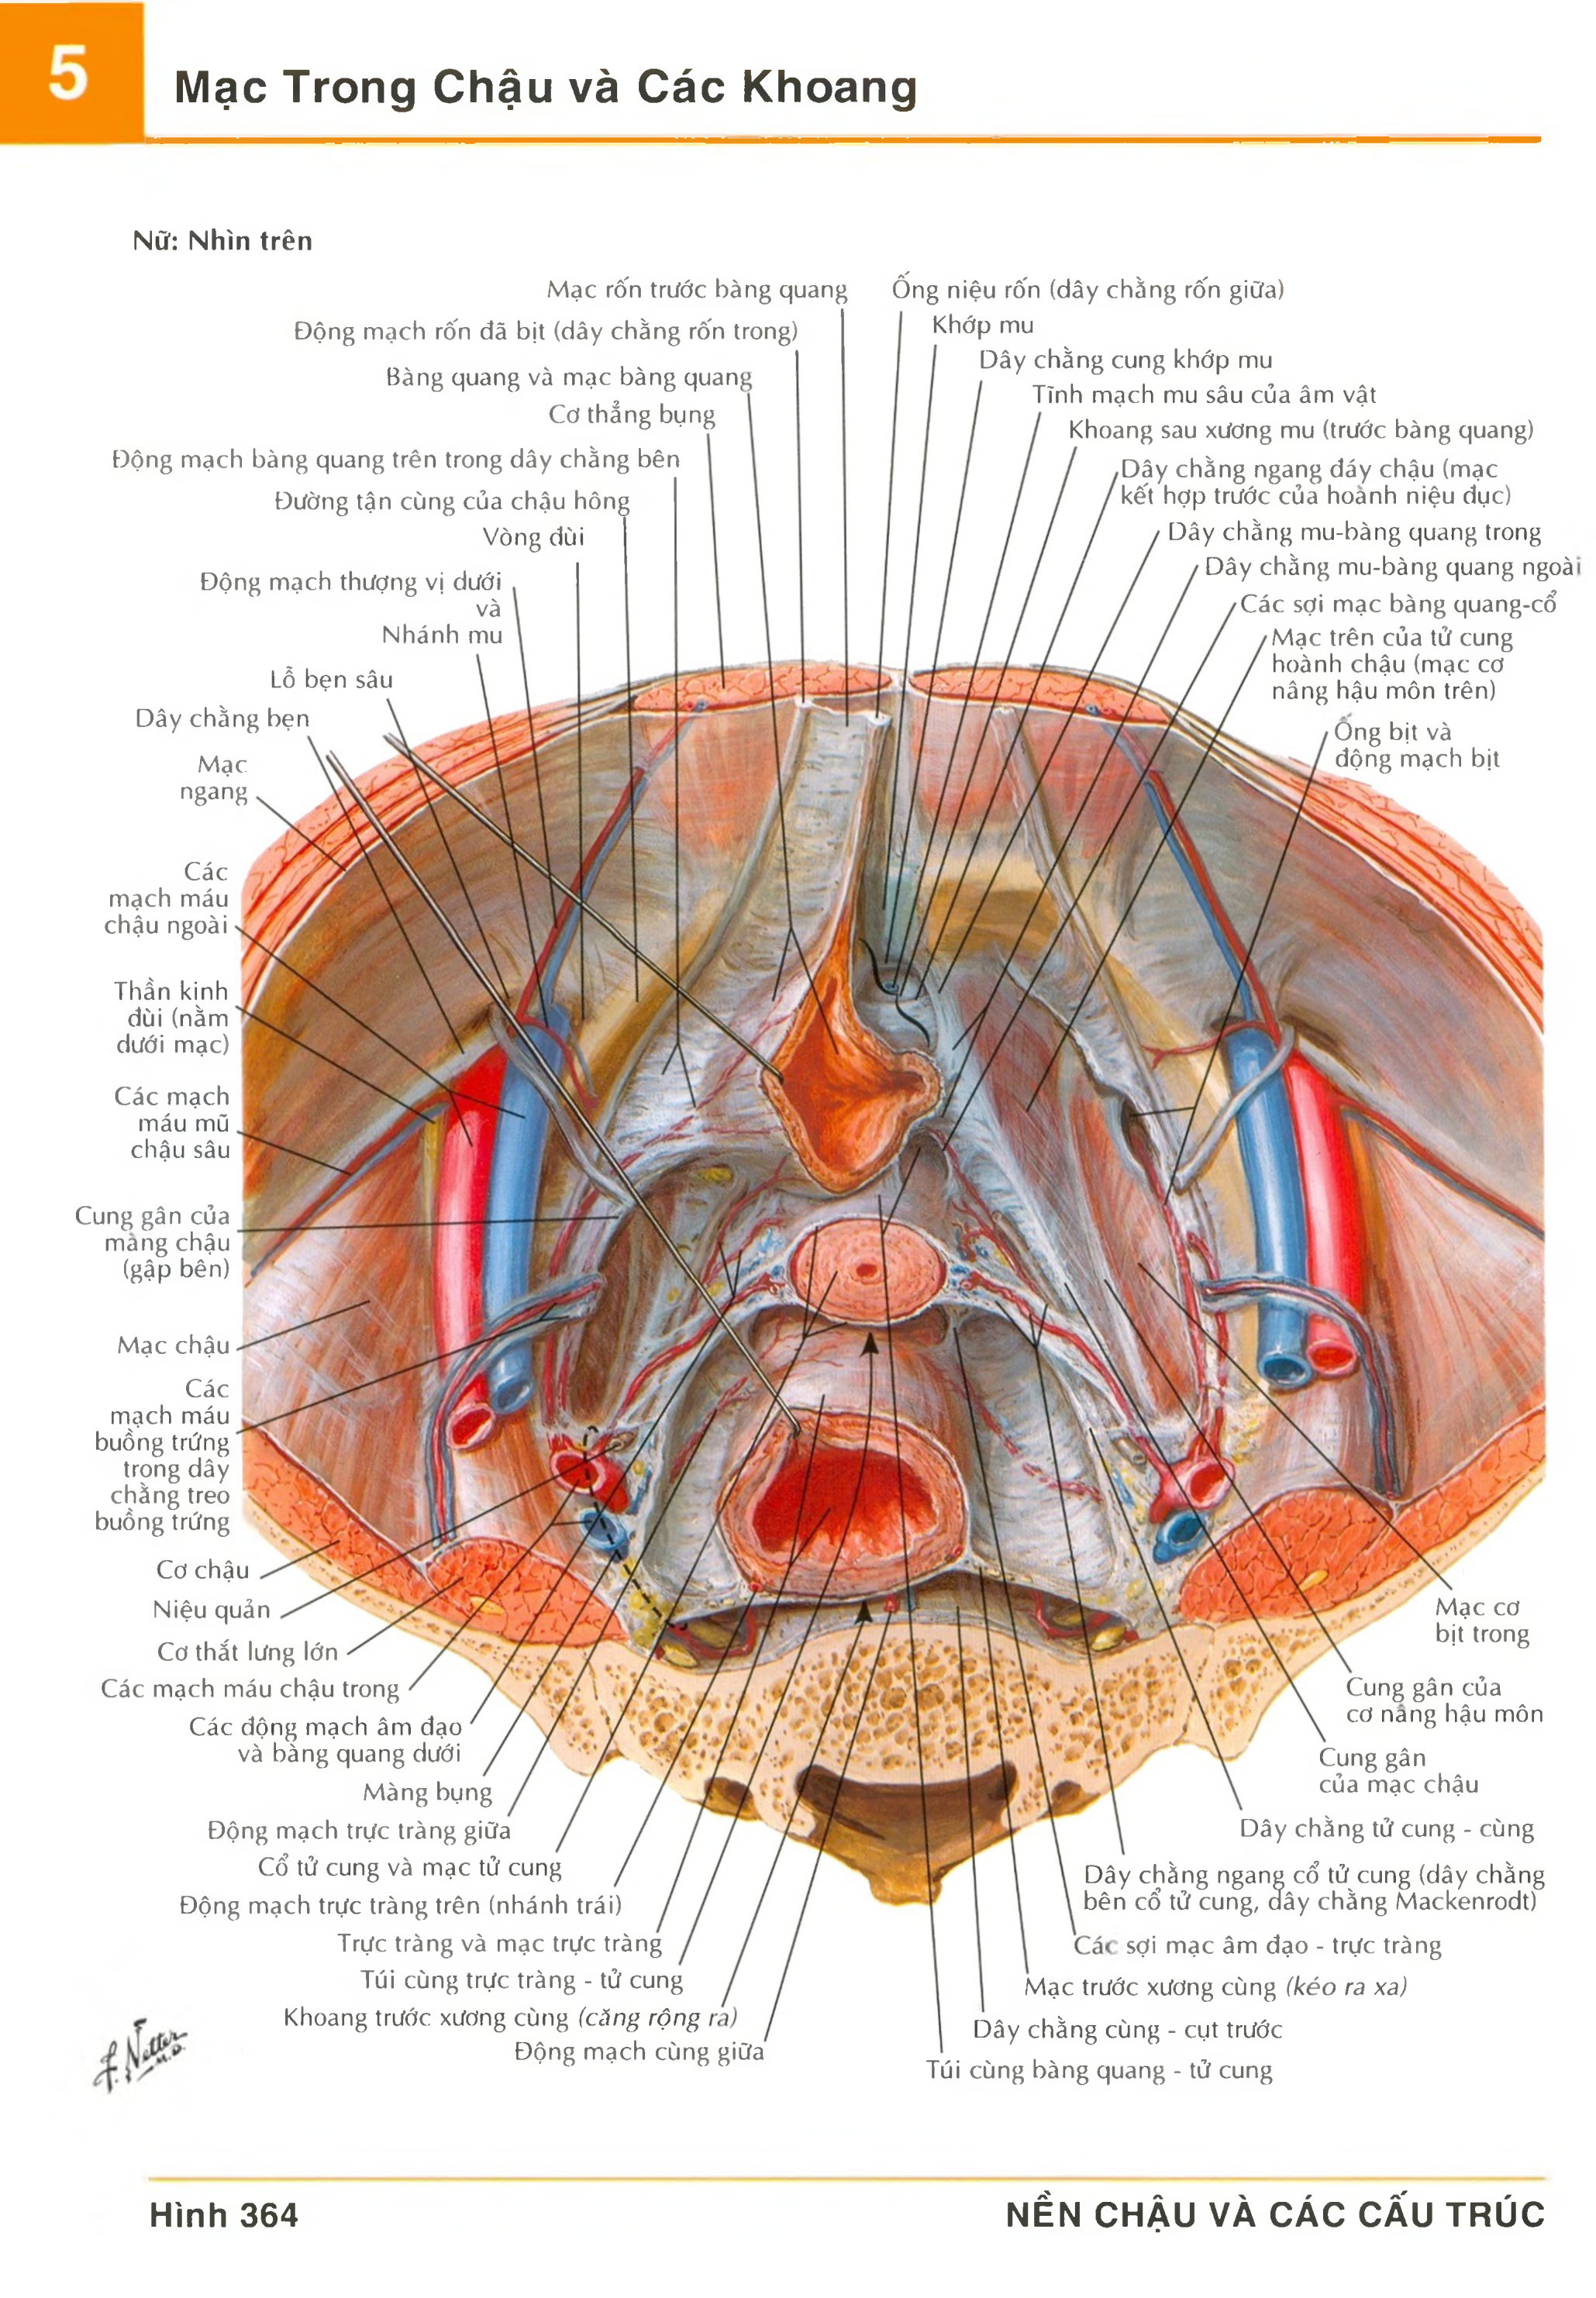 5
Mạc Trong Chậu và Các Khoang
Nữ: Nhìn trên
Mạc rốn trước bàng quang
Động mạch rốn đã bịt (dây chằng rốn trong)
Bàng quang và mạc bàng quang
Cơ thẳng bụng
Động mạch bàng quang trên trong dây chằng bên
Đường tận cùng của chậu hông
Vòng đùi
Động mạch thượng vị dưới
và
Nhánh mu
Lỗ bẹn sâu
Dây chằng bẹn
Mạc
ngang
Các
mạch máu
chậu ngoài
Thần kinh
đùi (nằm
dưới mạc)
Các mạch
máu mũ
chậu sâu
Cung gân của
màng chậu
(gập bên)
Mạc chậu
Các
mạch máu
buồng trứng
trong dây
chằng treo
buồng trứng
Cơ chậu
Niệu quản
Cơ thắt lưng lớn
Các mạch máu chậu trong
Các động mạch âm đạo
và bàng quang dưới
Màng bụng
Động mạch trực tràng giữa
Cổ tử cung và mạc tử cung
Động mạch trực tràng trên (nhánh trái)
Trực tràng và mạc trực tràng
Túi cùng trực tràng - tử cung
Khoang trước xương cùng (căng rộng ra)
Động mạch cùng giữa
Ống niệu rốn (dây chằng rốn giữa)
Khớp mu
Dây chằng cung khớp mu
Tĩnh mạch mu sâu của âm vật
Khoang sau xương mu (trước bàng quang)
Dây chằng ngang đáy chậu (mạc
kết hợp trước của hoành niệu dục)
Dây chằng mu-bàng quang trong
Dây chằng mu-bàng quang ngoài
Các sợi mạc bàng quang-cổ
Mạc trên của tử cung
hoành chậu (mạc cơ
nâng hậu môn trên)
Ống bịt và
động mạch bịt
Mạc cơ
bịt trong
Cung gân của
cơ nâng hậu môn
Cung gân
của mạc chậu
Dây chằng tử cung - cùng
Dây chằng ngang cổ tử cung (dây chằng
bên cổ tử cung, dây chằng Mackenrodt)
Các sợi mạc âm đạo - trực tràng
Mạc trước xương cùng (kéo ra xa)
Dây chằng cùng - cụt trước
Túi cùng bàng quang - tử cung
F. Netter
M.D.
Hình 364
NỀN CHẬU VÀ CÁC CẤU TRÚC